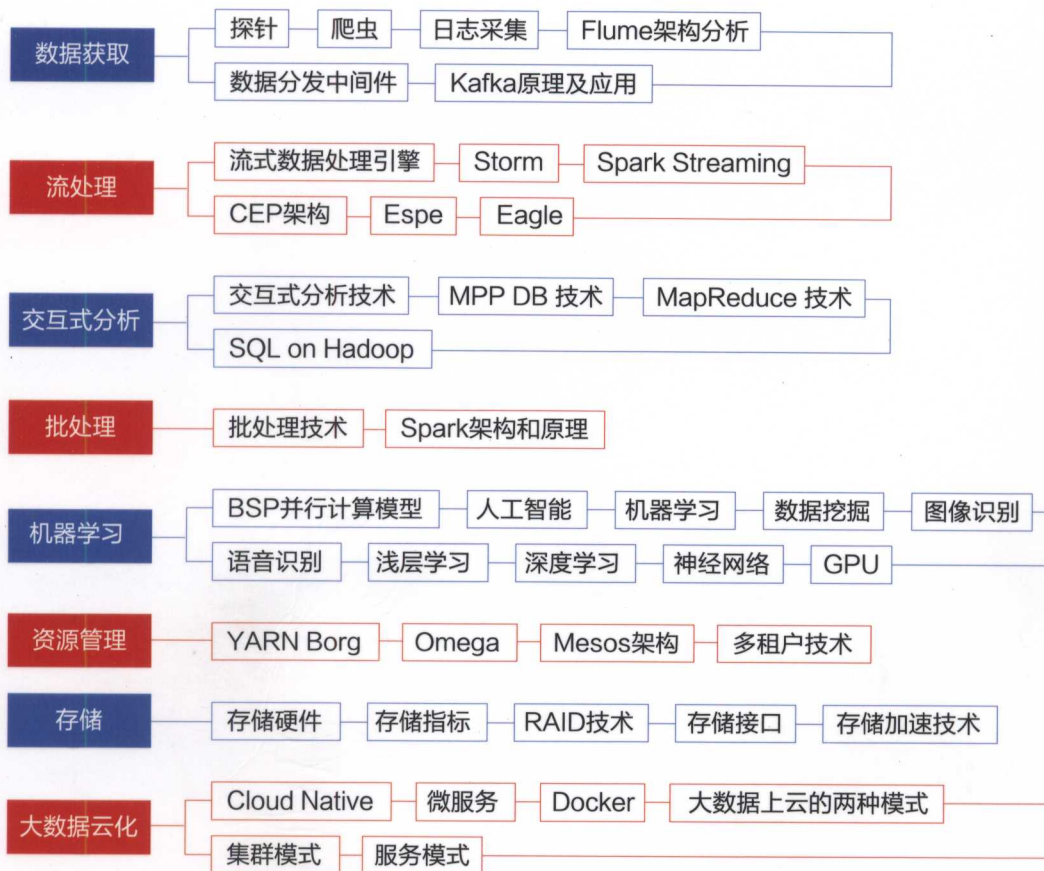 数据获取 探针 爬虫 日志采集 Flume架构分析
数据分发中间件 Kafka原理及应用
流处理 流式数据处理引擎 Storm Spark Streaming
CEP架构 Espe Eagle
交互式分析 交互式分析技术 MPP DB 技术 MapReduce 技术
SQL on Hadoop
批处理 批处理技术 Spark架构和原理
机器学习 BSP并行计算模型 人工智能 机器学习 数据挖掘 图像识别
语音识别 浅层学习 深度学习 神经网络 GPU
资源管理 YARN Borg Omega Mesos架构 多租户技术
存储 存储硬件 存储指标 RAID技术 存储接口 存储加速技术
大数据云化 Cloud Native 微服务 Docker 大数据上云的两种模式
集群模式 服务模式